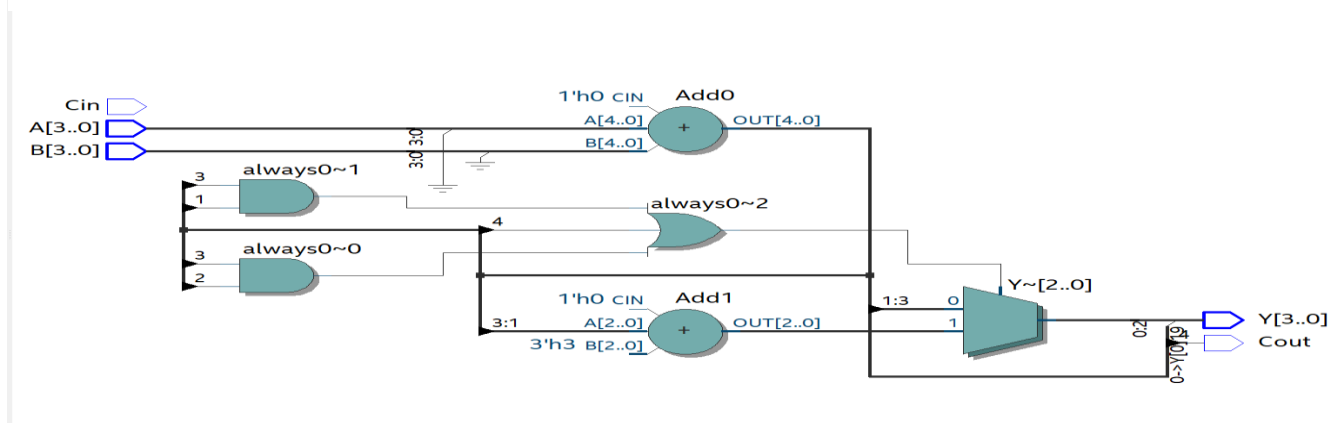 1'h0 CIN Add0
Cin
A[3..0] 3:0 A[4..0] + OUT[4..0]
B[3..0] 3:0 B[4..0]
always0~1
3
1
always0~2
4
always0~0
3
2
1'h0 CIN Add1
3:1 A[2..0] + OUT[2..0]
3'h3 B[2..0]
Y~[2..0]
1:3 0
1
0:2 Y[3..0]
Cout